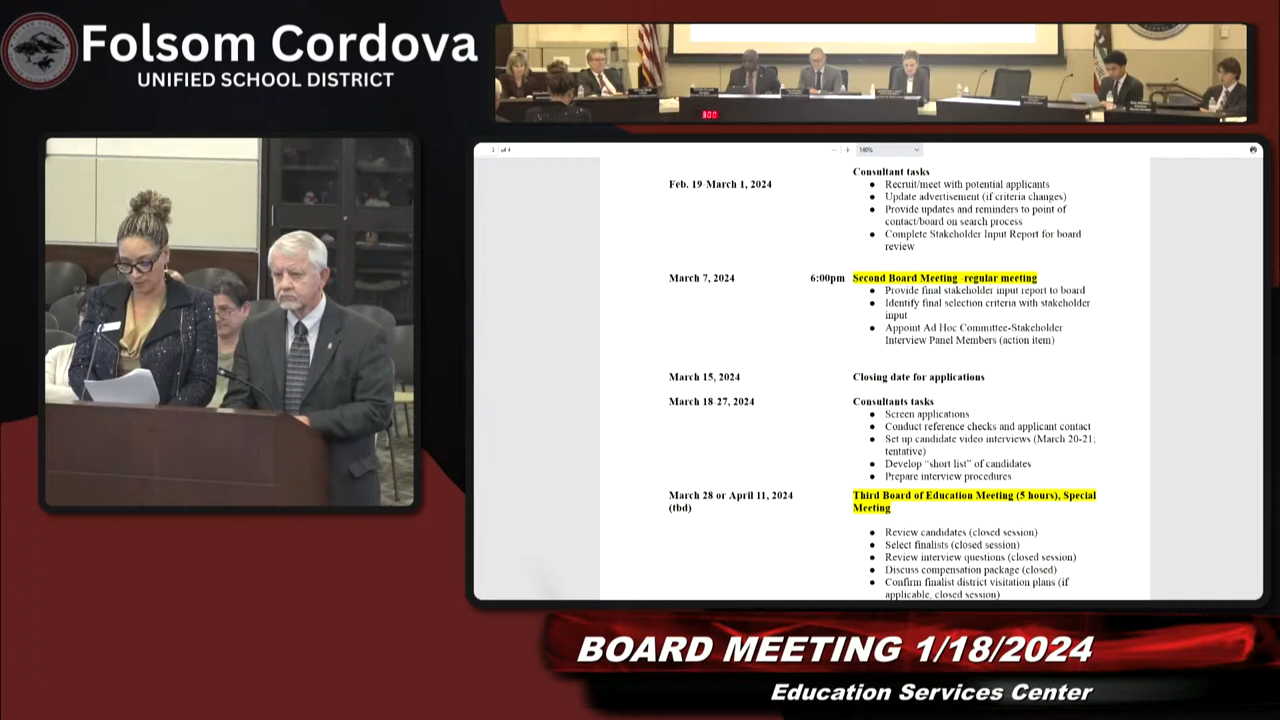 Folsom Cordova
UNIFIED SCHOOL DISTRICT
3:00
1 of 4
140%
Consultant tasks
Feb. 19-March 1, 2024
● Recruit/meet with potential applicants
● Update advertisement (if criteria changes)
● Provide updates and reminders to point of
contact/board on search process
● Complete Stakeholder Input Report for board
review
March 7, 2024 6:00pm Second Board Meeting -regular meeting
● Provide final stakeholder input report to board
● Identify final selection criteria with stakeholder
input
● Appoint Ad Hoc Committee-Stakeholder
Interview Panel Members (action item)
March 15, 2024 Closing date for applications
March 18-27, 2024 Consultants tasks
● Screen applications
● Conduct reference checks and applicant contact
● Set up candidate video interviews (March 20-21;
tentative)
● Develop “short list” of candidates
● Prepare interview procedures
March 28 or April 11, 2024 Third Board of Education Meeting (5 hours), Special
(tbd) Meeting
● Review candidates (closed session)
● Select finalists (closed session)
● Review interview questions (closed session)
● Discuss compensation package (closed)
● Confirm finalist district visitation plans (if
applicable, closed session)
BOARD MEETING 1/18/2024
Education Services Center